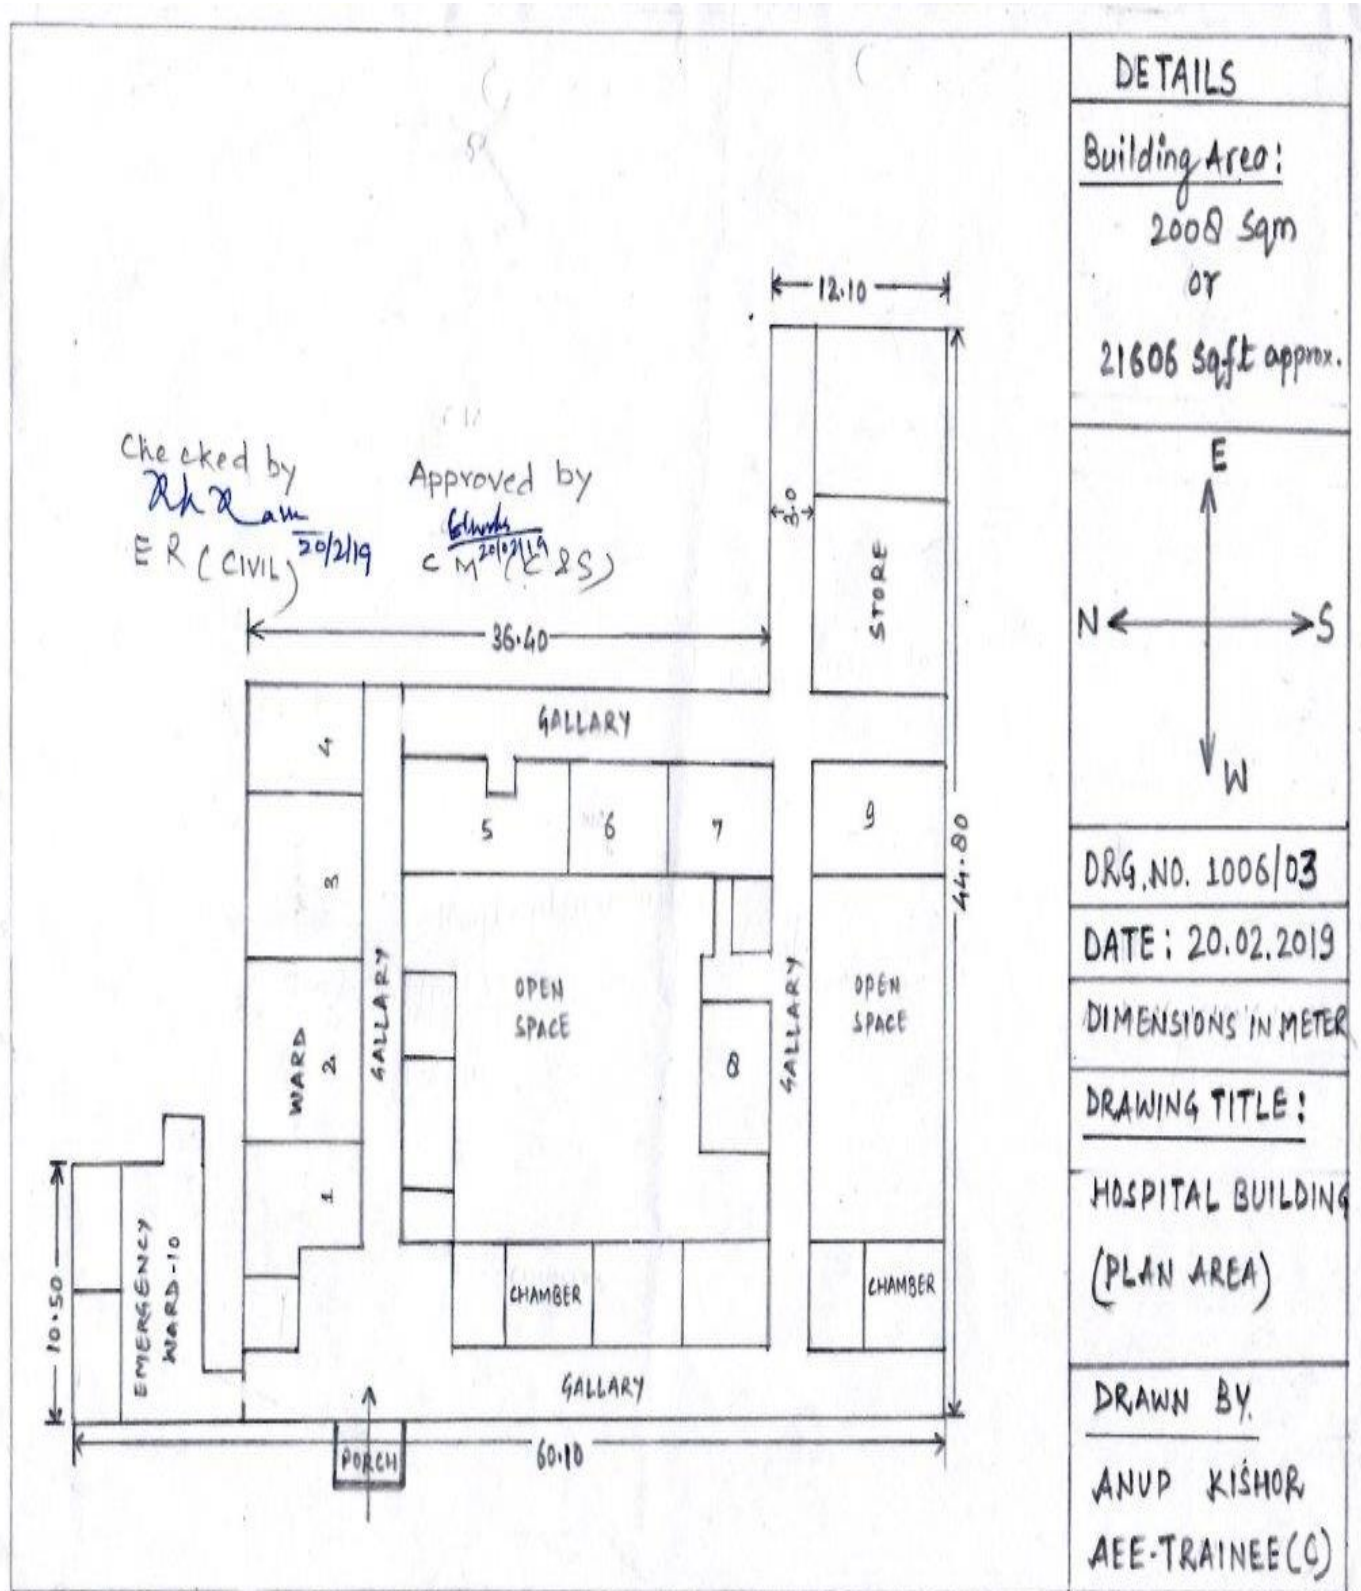 DETAILS
Building Area:
2008 Sqm
or
21606 Sqft approx.
E
N
S
W
DRG.NO. 1006/03
DATE: 20.02.2019
DIMENSIONS IN METER
DRAWING TITLE:
HOSPITAL BUILDING
(PLAN AREA)
DRAWN BY
ANUP KISHOR
AEE-TRAINEE(C)
12.10
3.0
STORE
Checked by
20/2/19
ER (CIVIL)
Approved by
20/02/19
CM (C&S)
36.40
GALLARY
4
5
6
7
9
44.80
3
GALLARY
OPEN
SPACE
GALLARY
OPEN
SPACE
WARD
2
8
1
10.50
EMERGENCY
WARD-10
CHAMBER
CHAMBER
GALLARY
PORCH
60.10